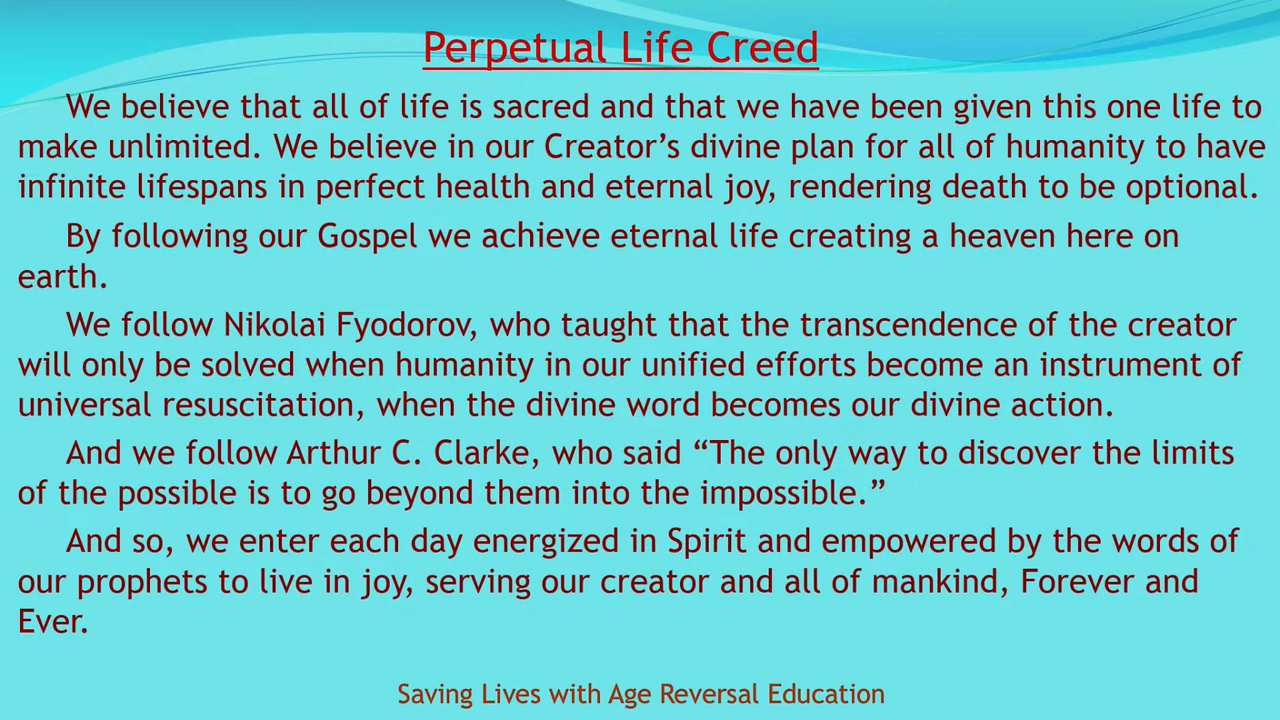 Perpetual Life Creed
We believe that all of life is sacred and that we have been given this one life to
make unlimited. We believe in our Creator’s divine plan for all of humanity to have
infinite lifespans in perfect health and eternal joy, rendering death to be optional.
By following our Gospel we achieve eternal life creating a heaven here on
earth.
We follow Nikolai Fyodorov, who taught that the transcendence of the creator
will only be solved when humanity in our unified efforts become an instrument of
universal resuscitation, when the divine word becomes our divine action.
And we follow Arthur C. Clarke, who said “The only way to discover the limits
of the possible is to go beyond them into the impossible.”
And so, we enter each day energized in Spirit and empowered by the words of
our prophets to live in joy, serving our creator and all of mankind, Forever and
Ever.
Saving Lives with Age Reversal Education